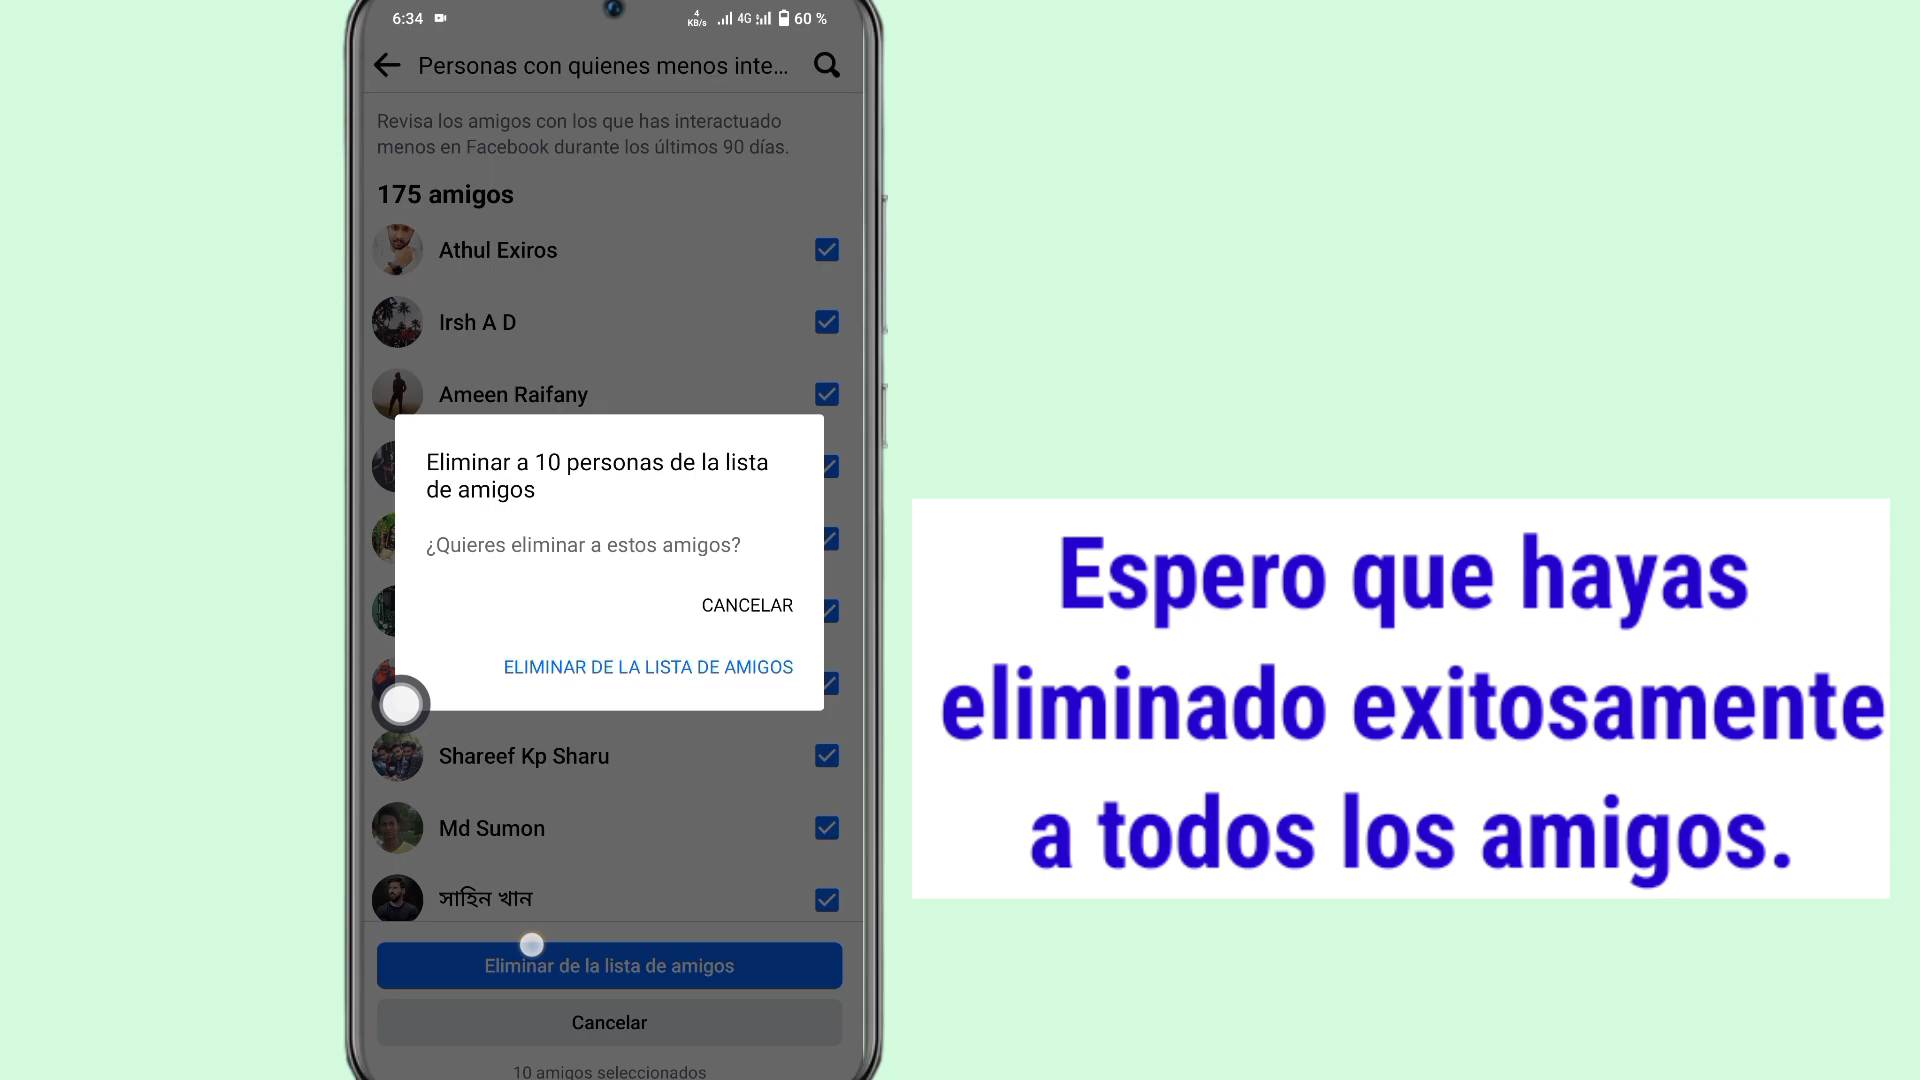 6:34
4 KB/s 4G 60 %
Personas con quienes menos inte...
Revisa los amigos con los que has interactuado
menos en Facebook durante los últimos 90 días.
175 amigos
Athul Exiros
Irsh A D
Ameen Raifany
Eliminar a 10 personas de la lista
de amigos
¿Quieres eliminar a estos amigos?
CANCELAR
ELIMINAR DE LA LISTA DE AMIGOS
Shareef Kp Sharu
Md Sumon
সাহিন খান
Eliminar de la lista de amigos
Cancelar
10 amigos seleccionados
Espero que hayas
eliminado exitosamente
a todos los amigos.